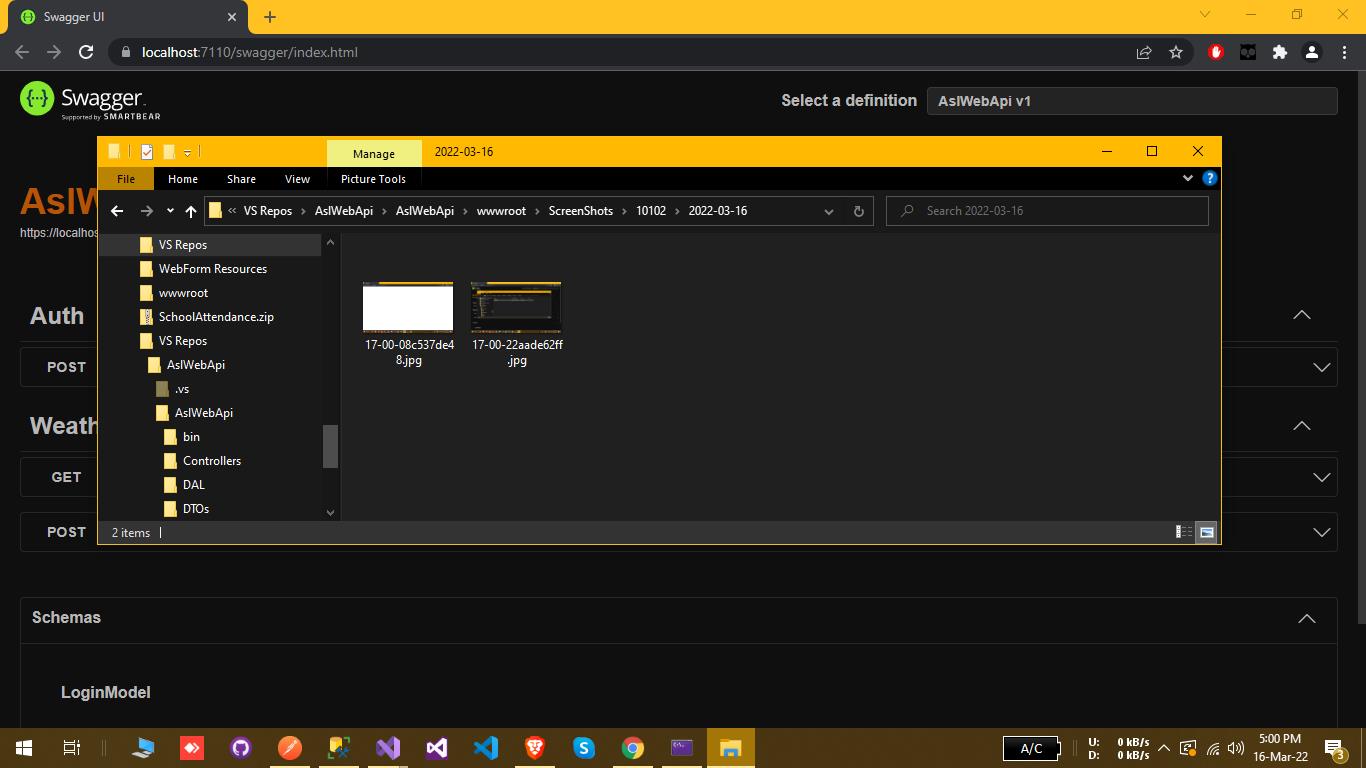 Swagger UI
localhost:7110/swagger/index.html
Swagger
Supported by SMARTBEAR
Select a definition
AslWebApi v1
Manage
2022-03-16
File
Home
Share
View
Picture Tools
VS Repos
AslWebApi
AslWebApi
wwwroot
ScreenShots
10102
2022-03-16
Search 2022-03-16
AslW
https://localhos
VS Repos
WebForm Resources
wwwroot
SchoolAttendance.zip
VS Repos
AslWebApi
.vs
AslWebApi
bin
Controllers
DAL
DTOs
17-00-08c537de4
8.jpg
17-00-22aade62ff
.jpg
2 items
Auth
POST
Weath
GET
POST
Schemas
LoginModel
A/C
U: 0 kB/s
D: 0 kB/s
5:00 PM
16-Mar-22
3